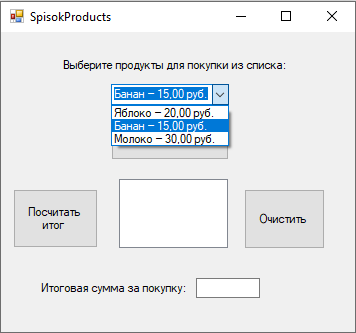 SpisokProducts
Выберите продукты для покупки из списка:
Банан – 15,00 руб.
Яблоко – 20,00 руб.
Банан – 15,00 руб.
Молоко – 30,00 руб.
Посчитать
итог
Очистить
Итоговая сумма за покупку: